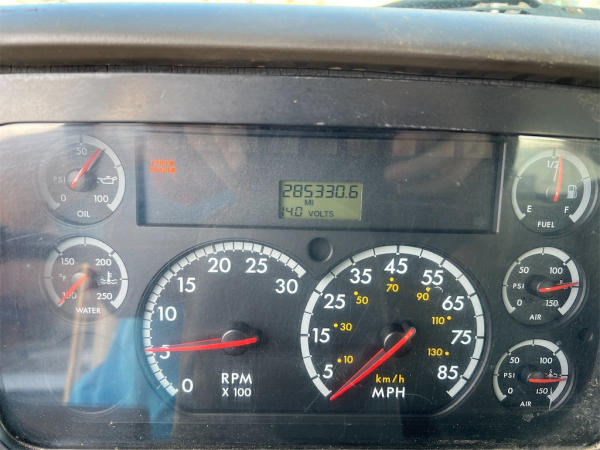 50
PSI
0 100
OIL
285330.6
MI
14.0 VOLTS
1/2
E F
FUEL
150 200
°F
100 250
WATER
0 5 10 15 20 25 30
RPM
X 100
5 15 25 35 45 55 65 75 85
10 30 50 70 90 110 130
km/h
MPH
50 100
PSI
0 150
AIR
50 100
PSI
0 150
AIR